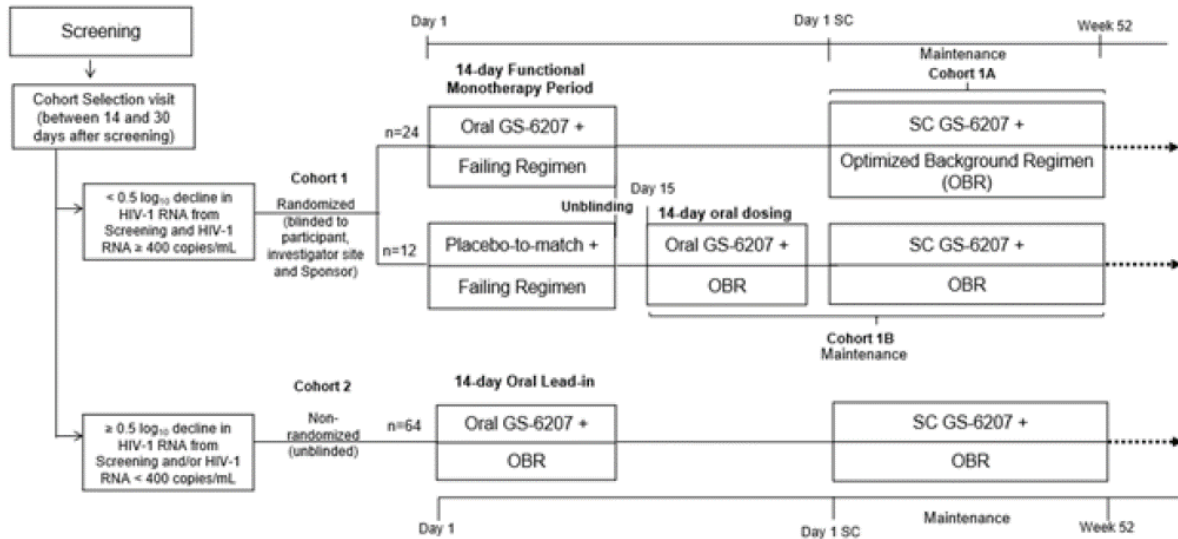 Screening
Cohort Selection visit
(between 14 and 30
days after screening)
Day 1
Day 1 SC
Week 52
Maintenance
14-day Functional
Monotherapy Period
Cohort 1A
n=24
Oral GS-6207 +
Failing Regimen
SC GS-6207 +
Optimized Background Regimen
(OBR)
< 0.5 log₁₀ decline in
HIV-1 RNA from
Screening and HIV-1
RNA ≥ 400 copies/mL
Cohort 1
Randomized
(blinded to
participant,
investigator site
and Sponsor)
Unblinding
Day 15
14-day oral dosing
n=12
Placebo-to-match +
Failing Regimen
Oral GS-6207 +
OBR
SC GS-6207 +
OBR
Cohort 1B
Maintenance
≥ 0.5 log₁₀ decline in
HIV-1 RNA from
Screening and/or HIV-1
RNA < 400 copies/mL
Cohort 2
Non-
randomized
(unblinded)
14-day Oral Lead-in
n=64
Oral GS-6207 +
OBR
SC GS-6207 +
OBR
Day 1
Day 1 SC
Maintenance
Week 52